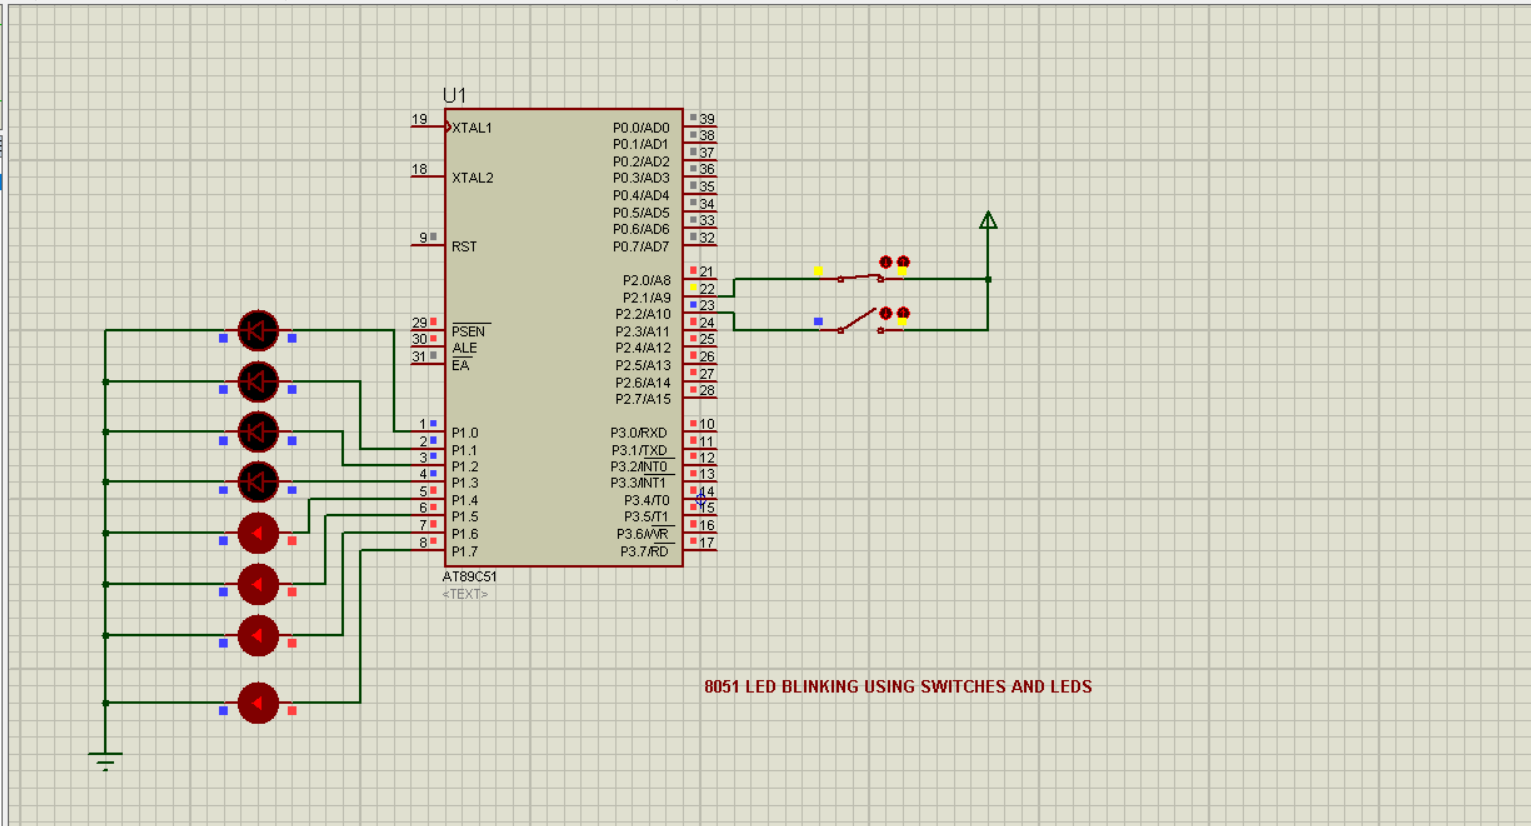 U1
19 XTAL1
18 XTAL2
9 RST
29 PSEN
30 ALE
31 EA
1 P1.0
2 P1.1
3 P1.2
4 P1.3
5 P1.4
6 P1.5
7 P1.6
8 P1.7
P0.0/AD0 39
P0.1/AD1 38
P0.2/AD2 37
P0.3/AD3 36
P0.4/AD4 35
P0.5/AD5 34
P0.6/AD6 33
P0.7/AD7 32
P2.0/A8 21
P2.1/A9 22
P2.2/A10 23
P2.3/A11 24
P2.4/A12 25
P2.5/A13 26
P2.6/A14 27
P2.7/A15 28
P3.0/RXD 10
P3.1/TXD 11
P3.2/INT0 12
P3.3/INT1 13
P3.4/T0 14
P3.5/T1 15
P3.6/WR 16
P3.7/RD 17
AT89C51
<TEXT>
8051 LED BLINKING USING SWITCHES AND LEDS